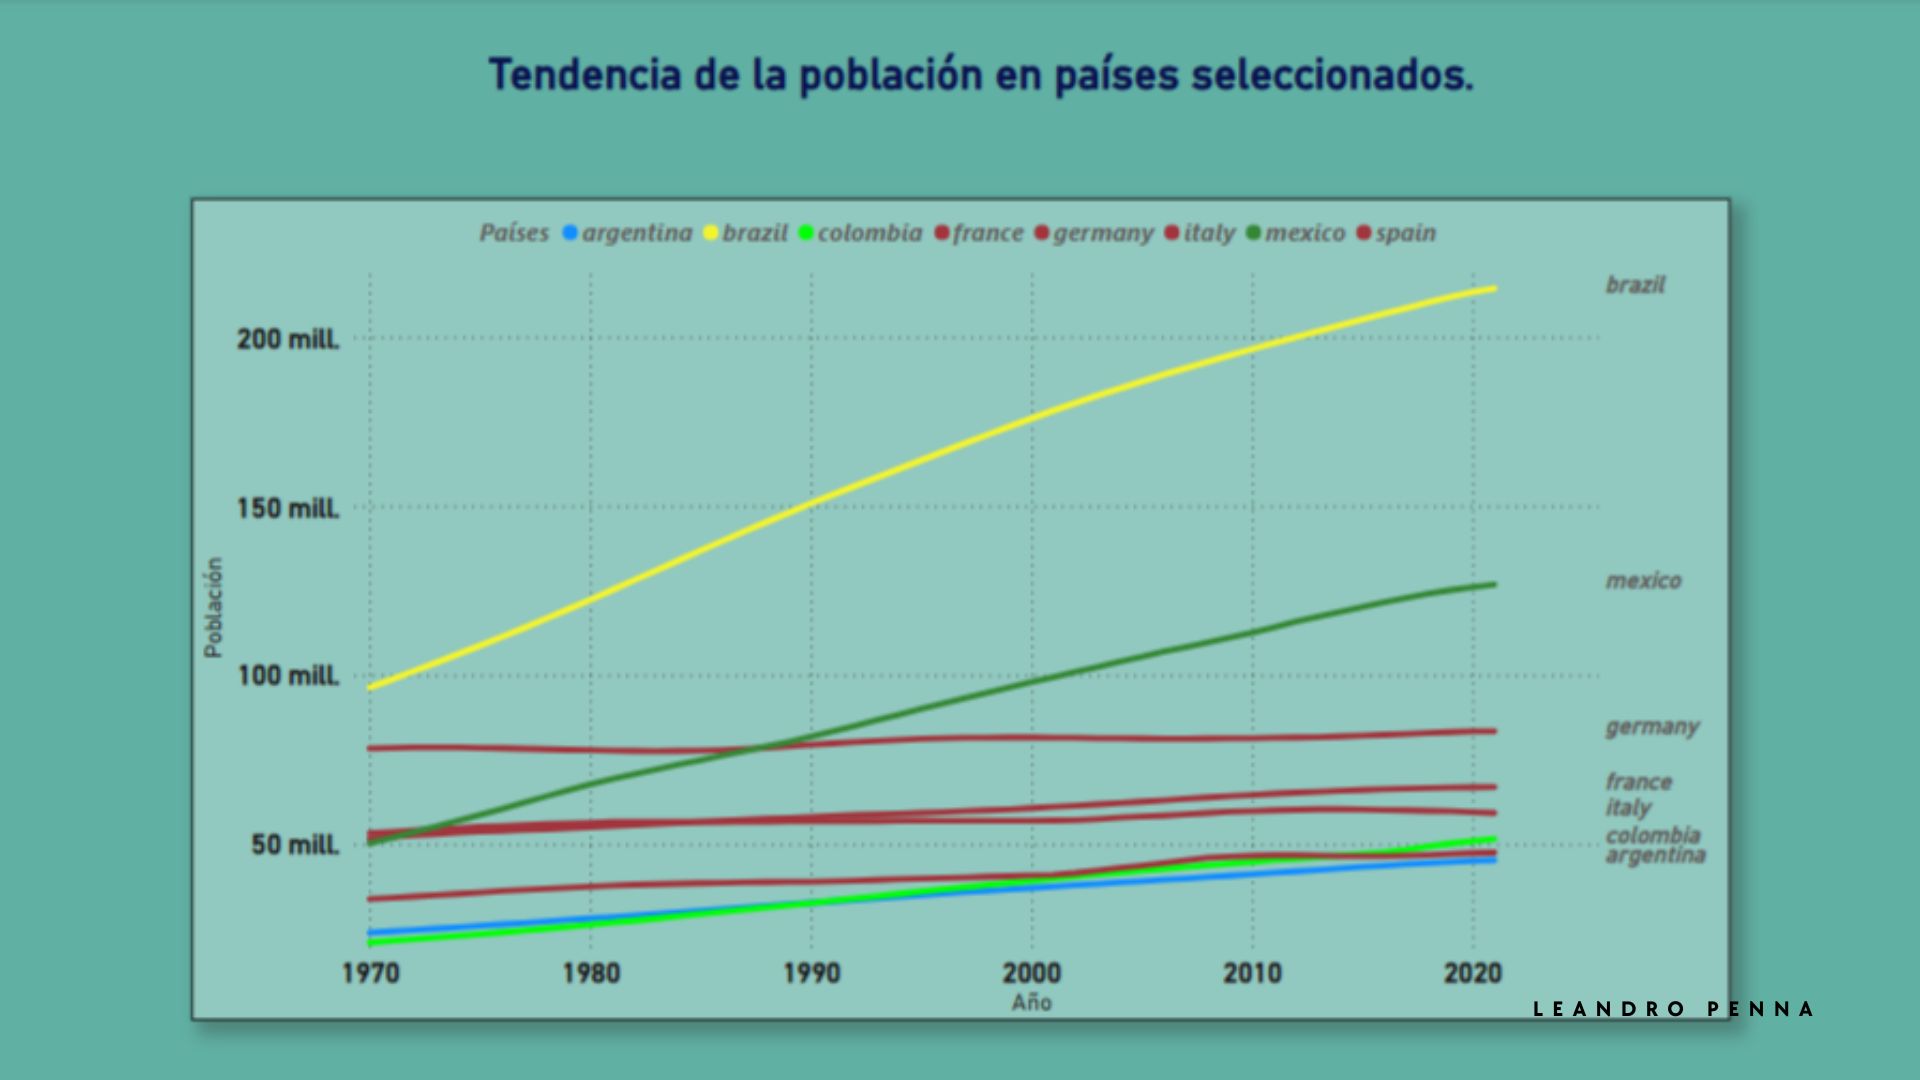 Tendencia de la población en países seleccionados.
Países argentina brazil colombia france germany italy mexico spain
brazil
200 mill.
150 mill.
mexico
Población
100 mill.
germany
france
italy
colombia
50 mill.
argentina
1970 1980 1990 2000 2010 2020
Año
LEANDRO PENNA